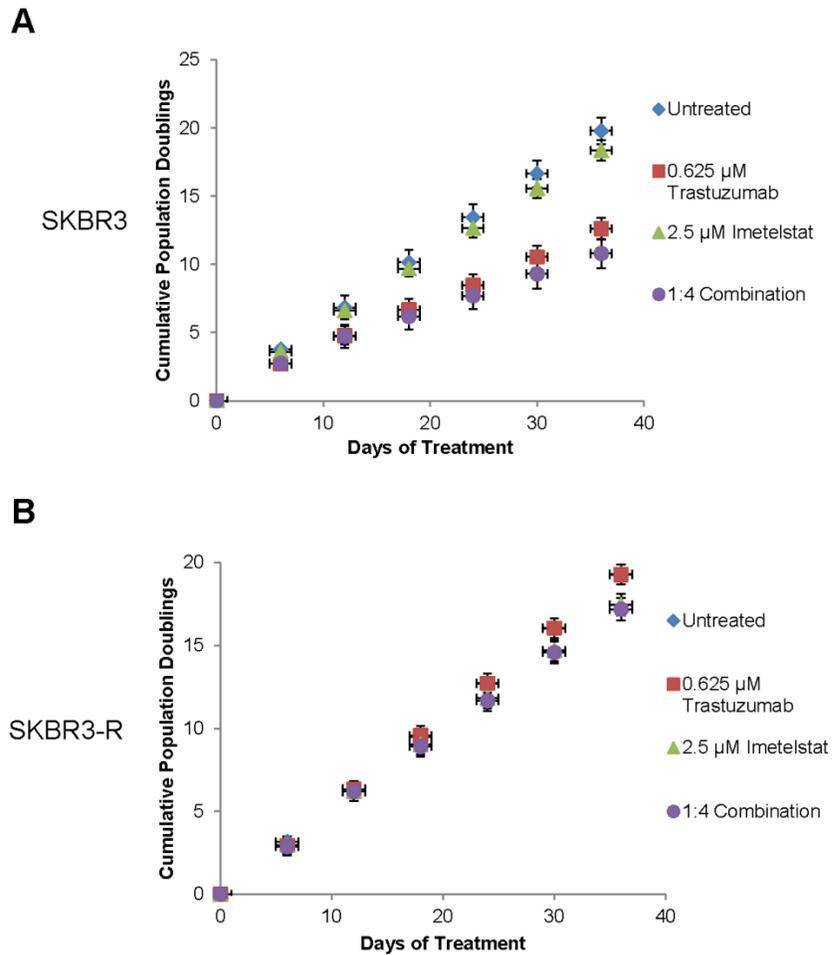 A
SKBR3
Cumulative Population Doublings
25
20
15
10
5
0
0 10 20 30 40
Days of Treatment
Untreated
0.625 µM
Trastuzumab
2.5 µM Imetelstat
1:4 Combination
B
SKBR3-R
Cumulative Population Doublings
20
15
10
5
0
0 10 20 30 40
Days of Treatment
Untreated
0.625 µM
Trastuzumab
2.5 µM Imetelstat
1:4 Combination